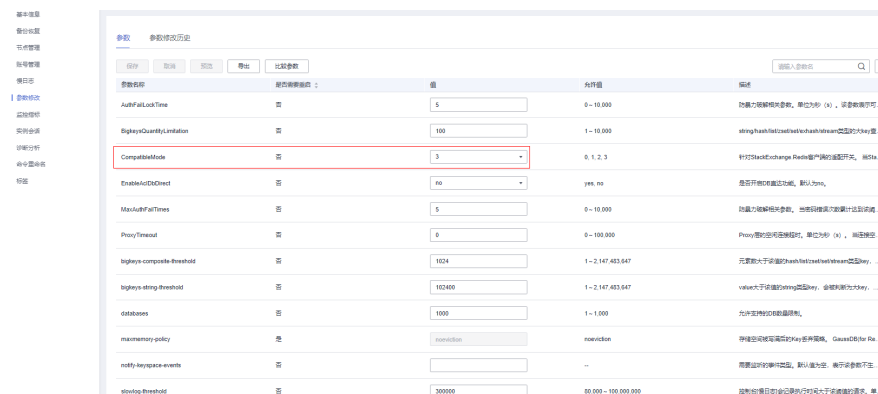 基本信息
备份恢复
节点管理
账号管理
慢日志
参数修改
监控指标
实例会话
诊断分析
命令重命名
标签
参数 参数修改历史
保存 取消 预览 导出 比较参数 请输入参数名
参数名称 是否需要重启 值 允许值 描述
AuthFailLockTime 否 5 0 ~ 10,000 防暴力破解相关参数。单位为秒（s）。该参数表示可...
BigkeysQuantityLimitation 否 100 1 ~ 10,000 string/hash/list/zset/set/exhash/stream类型的大key查...
CompatibleMode 否 3 0, 1, 2, 3 针对StackExchange.Redis客户端的适配开关。当Sta...
EnableAclDbDirect 否 no yes, no 是否开启DB直达功能。默认为no。
MaxAuthFailTimes 否 5 0 ~ 10,000 防暴力破解相关参数。当密码错误次数累计达到该阈...
ProxyTimeout 否 0 0 ~ 100,000 Proxy层的空闲连接超时。单位为秒（s），当连接空...
bigkeys-composite-threshold 否 1024 1 ~ 2,147,483,647 元素数大于该值的hash/list/zset/set/stream类型key，...
bigkeys-string-threshold 否 102400 1 ~ 2,147,483,647 value大于该值的string类型key，会被判断为大key，...
databases 否 1000 1 ~ 1,000 允许支持的DB数量限制。
maxmemory-policy 是 noeviction noeviction 存储空间被写满后的Key丢弃策略。GaussDB(for Re...
notify-keyspace-events 否 -- 需要监听的事件类型。默认值为空，表示该参数不生...
slowlog-threshold 否 300000 80,000 ~ 100,000,000 控制台慢日志会记录执行时间大于该阈值的请求。单...